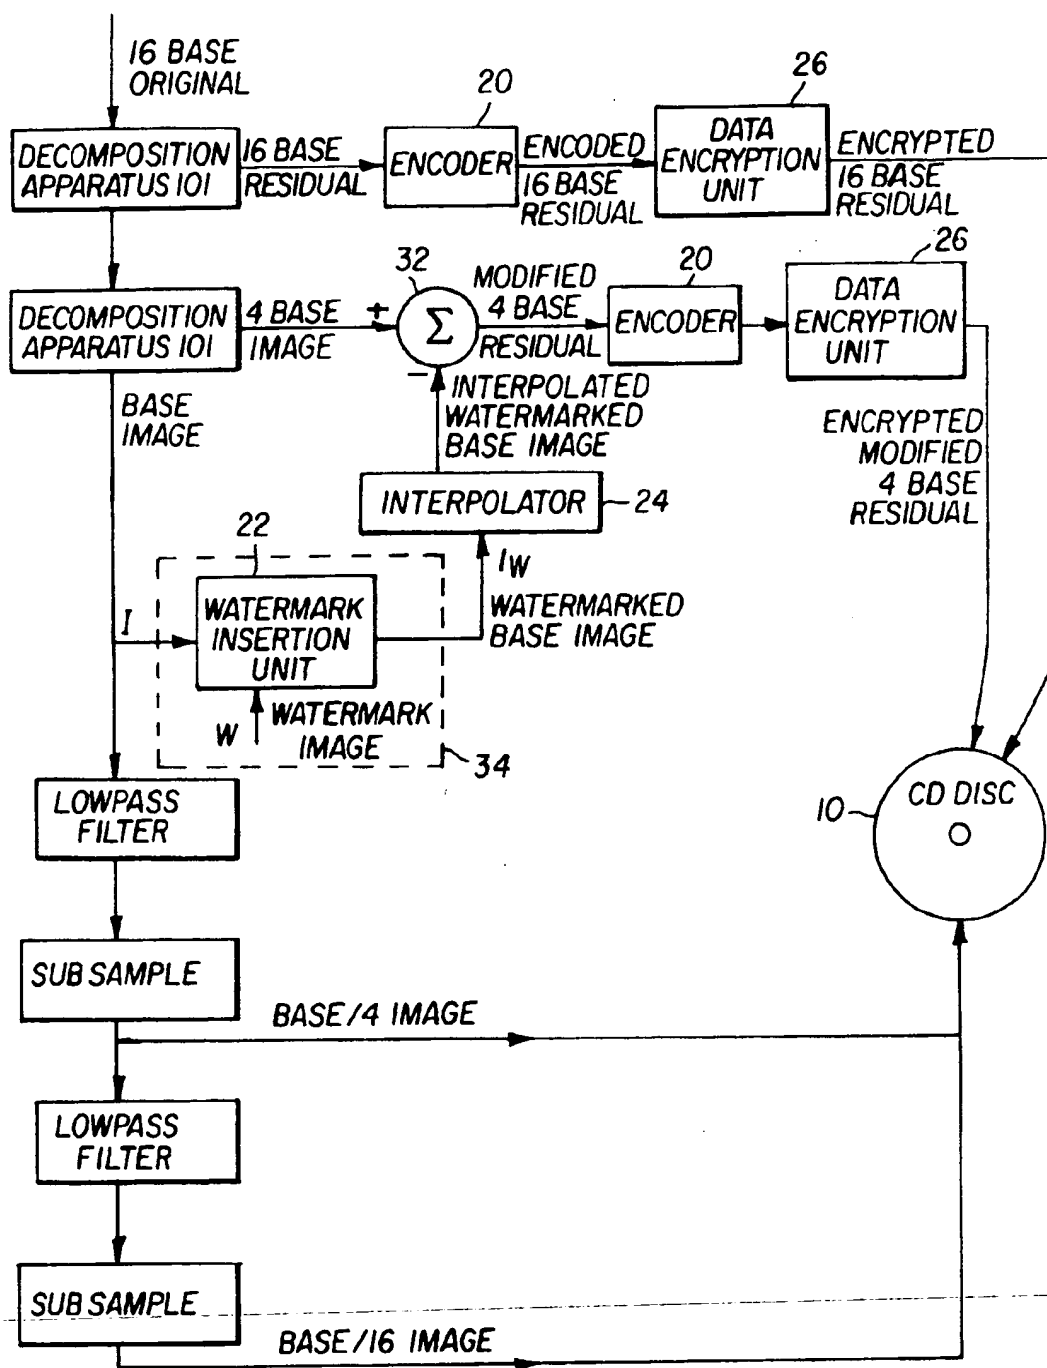 16 BASE
ORIGINAL
DECOMPOSITION
APPARATUS 101
16 BASE
RESIDUAL
20
ENCODER
ENCODED
16 BASE
RESIDUAL
26
DATA
ENCRYPTION
UNIT
ENCRYPTED
16 BASE
RESIDUAL
DECOMPOSITION
APPARATUS 101
4 BASE
IMAGE
+
32
Σ
−
MODIFIED
4 BASE
RESIDUAL
20
ENCODER
26
DATA
ENCRYPTION
UNIT
BASE
IMAGE
INTERPOLATED
WATERMARKED
BASE IMAGE
ENCRYPTED
MODIFIED
4 BASE
RESIDUAL
INTERPOLATOR
24
22
I
WATERMARK
INSERTION
UNIT
IW
WATERMARKED
BASE IMAGE
W
WATERMARK
IMAGE
34
LOWPASS
FILTER
10
CD DISC
SUB SAMPLE
BASE/4 IMAGE
LOWPASS
FILTER
SUB SAMPLE
BASE/16 IMAGE